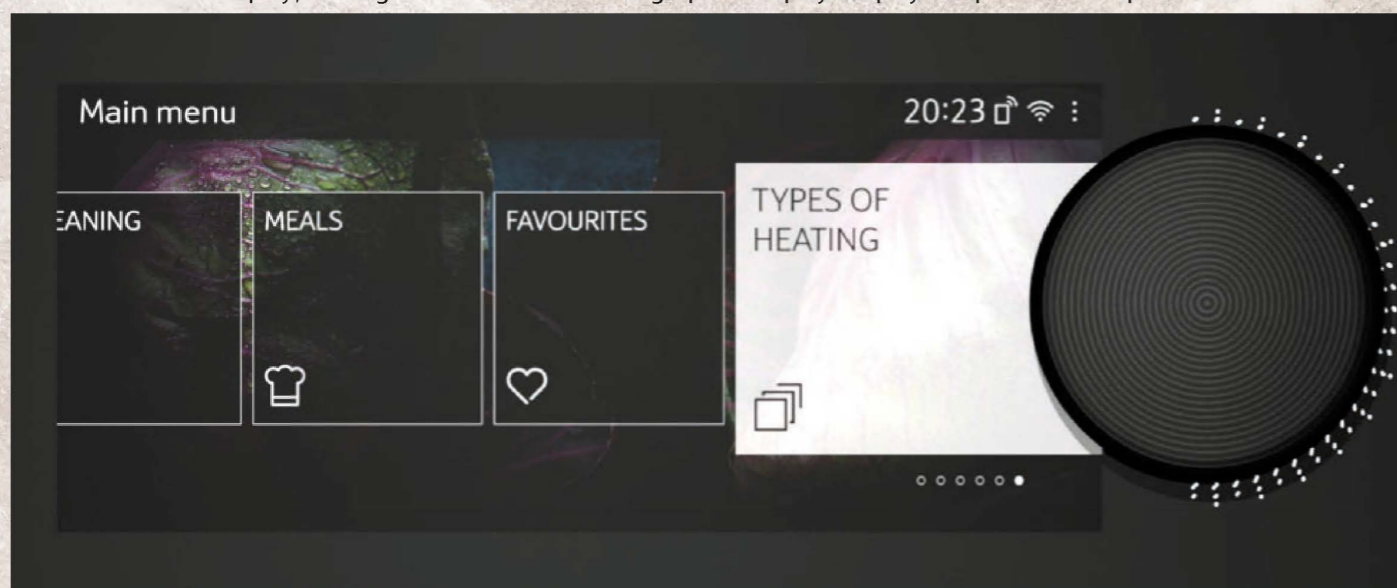 Main menu
20:23
EANING
MEALS
FAVOURITES
TYPES OF
HEATING